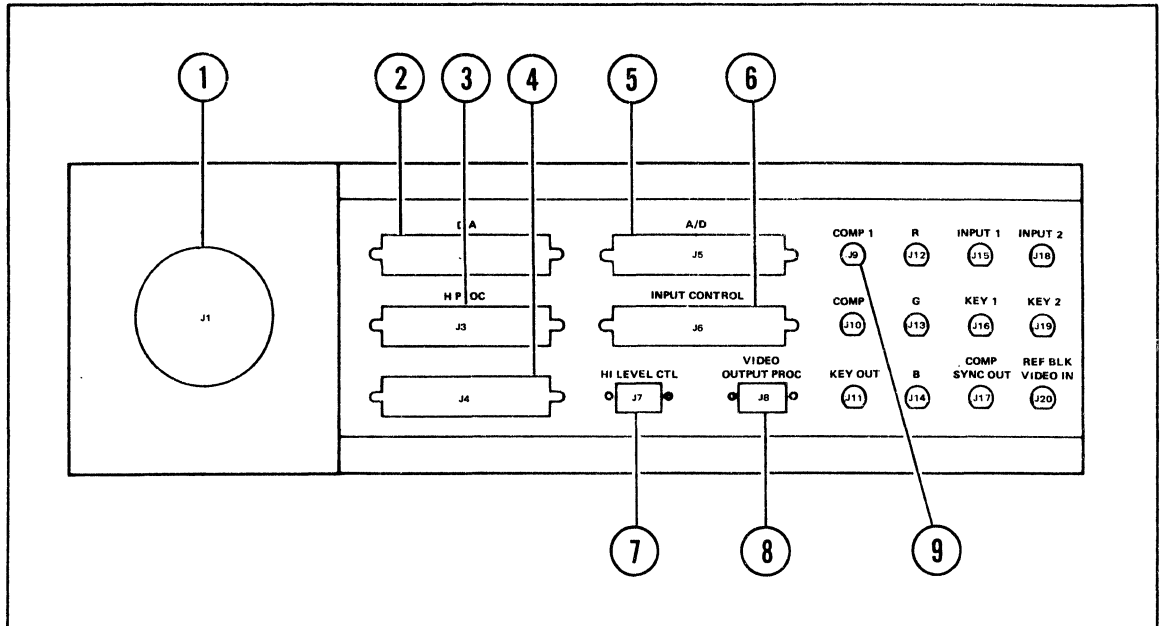 1 2 3 4 5 6
A/D
J5
H PROC
J3
INPUT CONTROL
J6
J1
J4
HI LEVEL CTL
J7
VIDEO
OUTPUT PROC
J8
COMP 1 R INPUT 1 INPUT 2
J9 J12 J15 J18
COMP G KEY 1 KEY 2
J10 J13 J16 J19
KEY OUT B COMP
SYNC OUT REF BLK
VIDEO IN
J11 J14 J17 J20
7 8 9